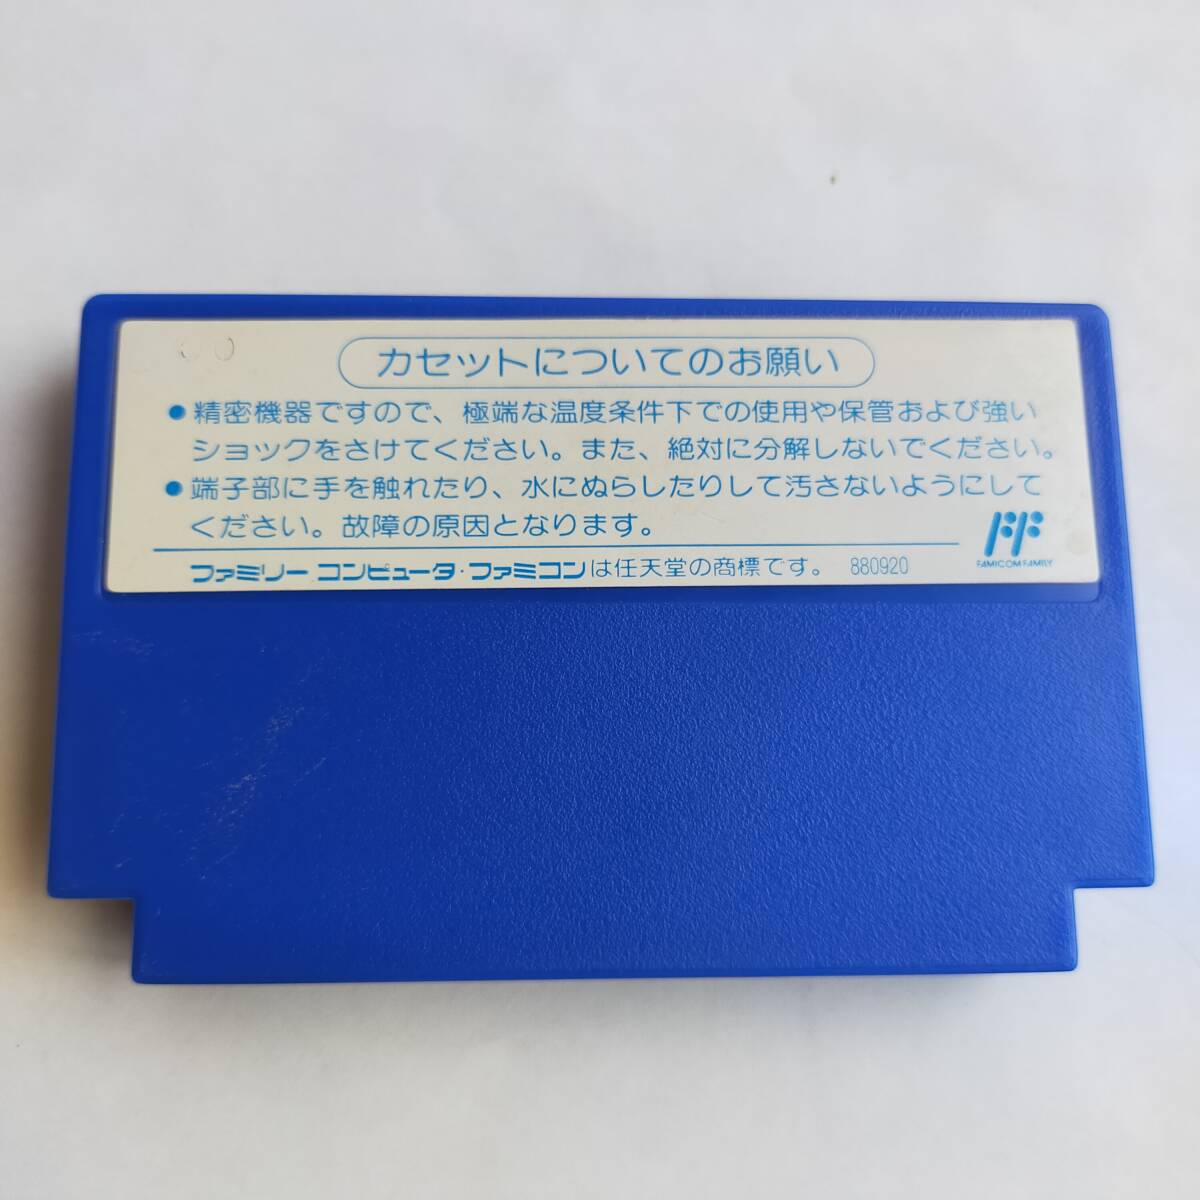 カセットについてのお願い
●精密機器ですので、極端な温度条件下での使用や保管および強い
ショックをさけてください。また、絶対に分解しないでください。
●端子部に手を触れたり、水にぬらしたりして汚さないようにして
ください。故障の原因となります。
ファミリーコンピュータ・ファミコンは任天堂の商標です。 880920
FF
FAMICOM FAMILY